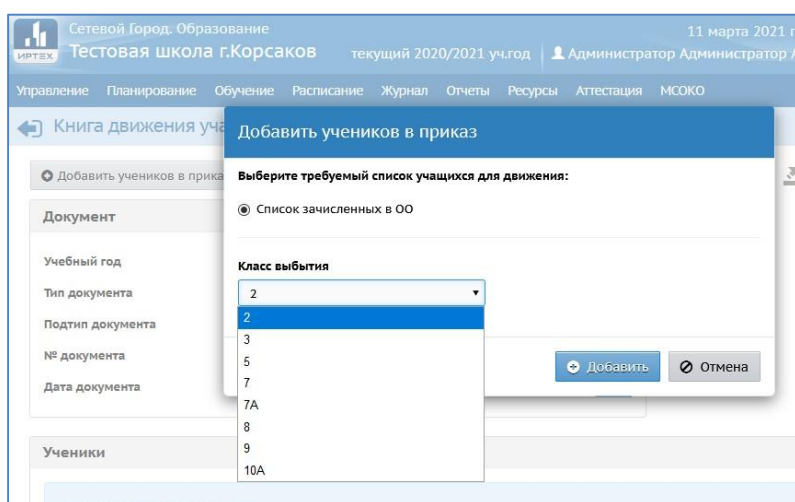 Сетевой Город. Образование
11 марта 2021 г
ИРТЕХ
Тестовая школа г.Корсаков текущий 2020/2021 уч.год Администратор Администратор А
Управление Планирование Обучение Расписание Журнал Отчеты Ресурсы Аттестация МСОКО
Книга движения уча
Добавить учеников в приказ
Добавить учеников в прика
Выберите требуемый список учащихся для движения:
Список зачисленных в ОО
Документ
Учебный год
Класс выбытия
Тип документа
2
Подтип документа
2
3
№ документа
5
Добавить Отмена
7
Дата документа
7А
8
Ученики
9
10А